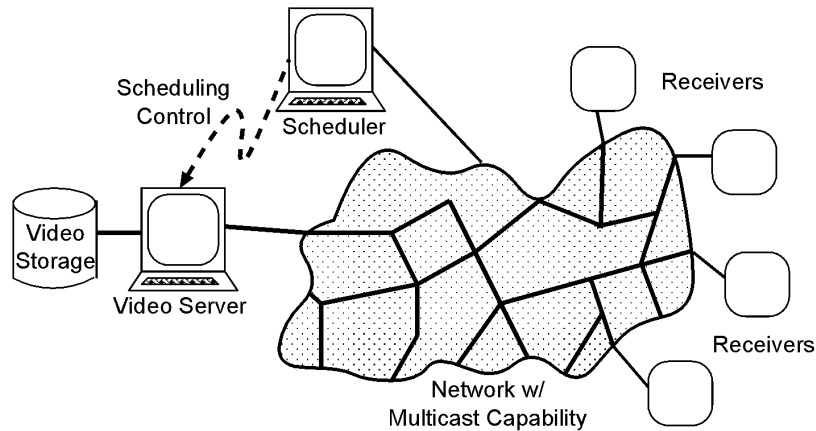 Scheduling
Control
Scheduler
Receivers
Video
Storage
Video Server
Receivers
Network w/
Multicast Capability